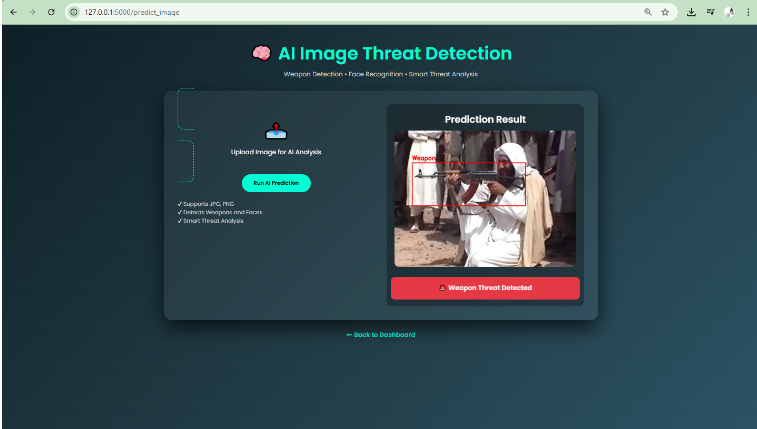 127.0.0.1:5000/predict_image
AI Image Threat Detection
Weapon Detection • Face Recognition • Smart Threat Analysis
Upload Image for AI Analysis
Run AI Prediction
✓ Supports JPG, PNG
✓ Detects Weapons and Faces
✓ Smart Threat Analysis
Prediction Result
Weapon
Weapon Threat Detected
← Back to Dashboard